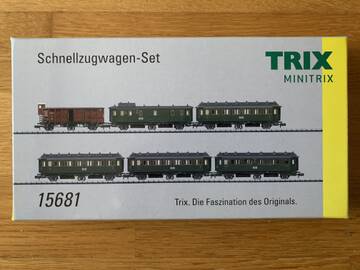 Schnellzugwagen-Set
TRIX
MINITRIX
15681
Trix. Die Faszination des Originals.